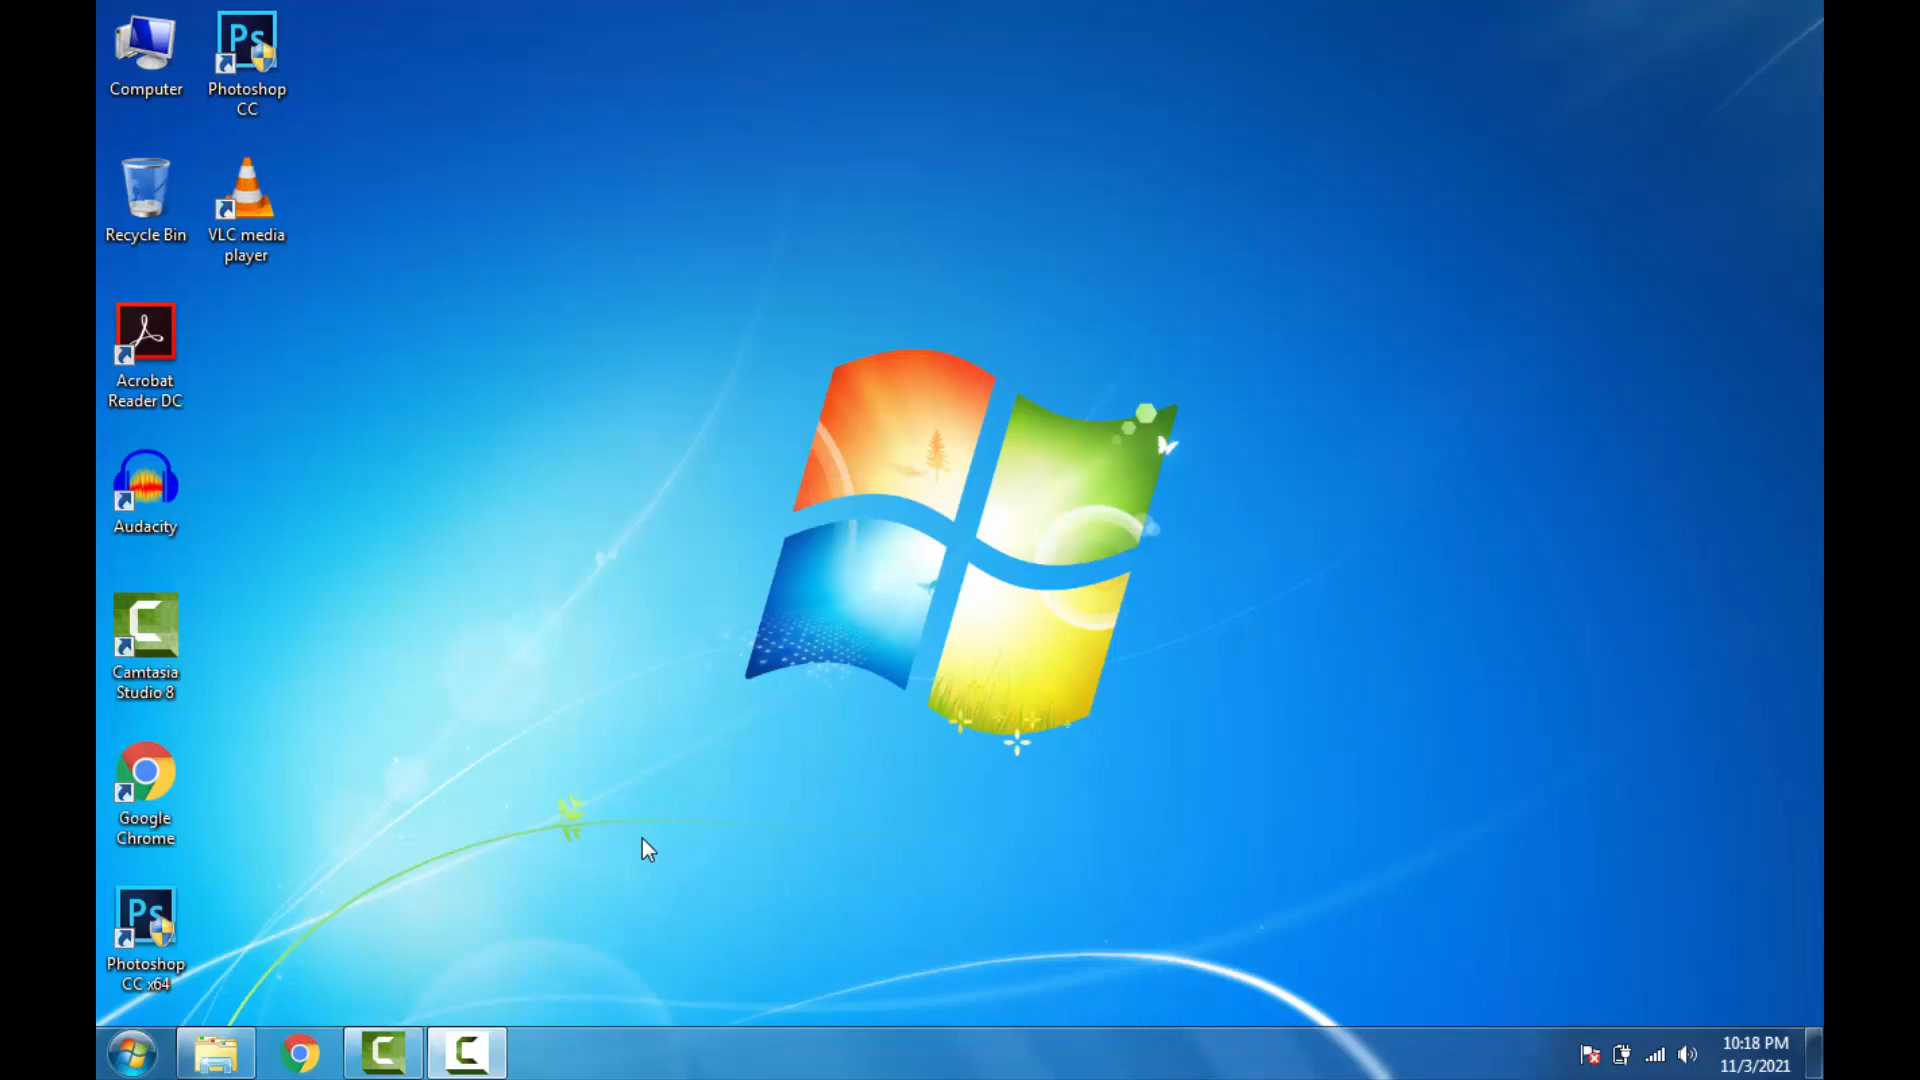 Computer
Photoshop
CC
Recycle Bin
VLC media
player
Acrobat
Reader DC
Audacity
Camtasia
Studio 8
Google
Chrome
Ps
Photoshop
CC x64
Ps
10:18 PM
11/3/2021